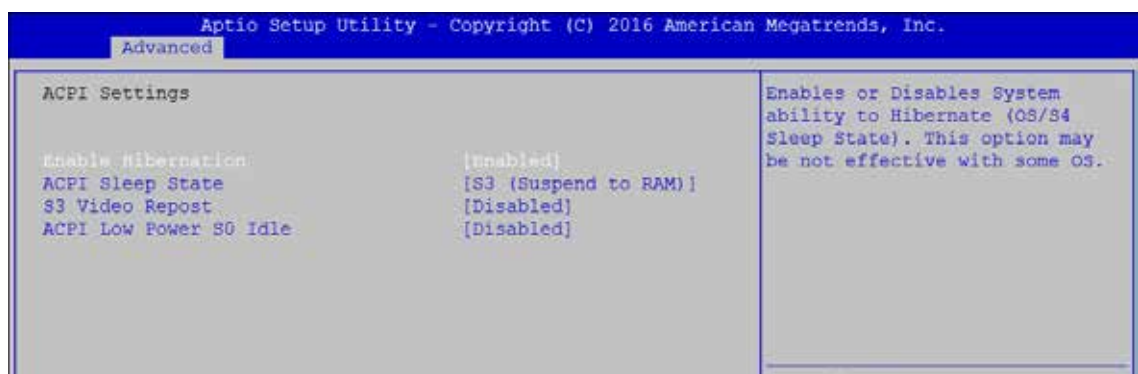 Aptio Setup Utility - Copyright (C) 2016 American Megatrends, Inc.
Advanced
ACPI Settings
Enable Hibernation [Enabled]
ACPI Sleep State [S3 (Suspend to RAM)]
S3 Video Repost [Disabled]
ACPI Low Power S0 Idle [Disabled]
Enables or Disables System
ability to Hibernate (OS/S4
Sleep State). This option may
be not effective with some OS.